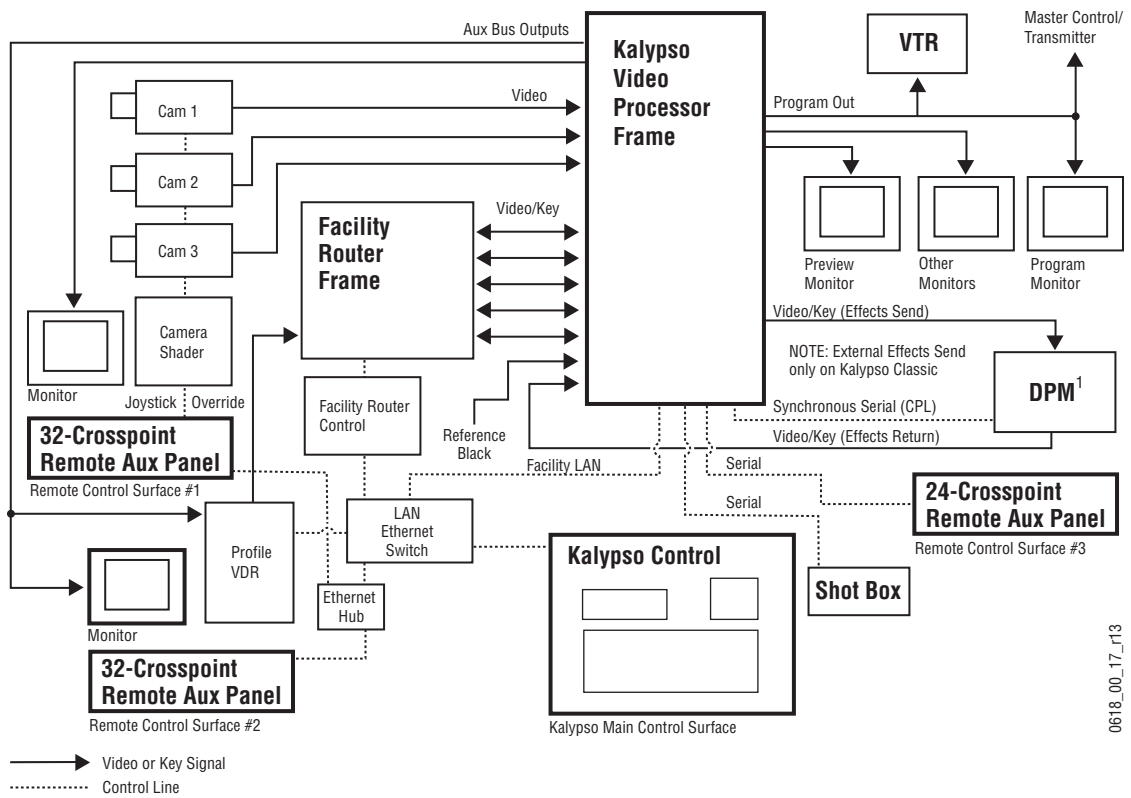 Aux Bus Outputs
Kalypso
Video
Processor
Frame
VTR
Master Control/
Transmitter
Program Out
Cam 1
Video
Cam 2
Cam 3
Facility
Router
Frame
Video/Key
Preview
Monitor
Other
Monitors
Program
Monitor
Camera
Shader
Monitor
Joystick
Override
Video/Key (Effects Send)
NOTE: External Effects Send
only on Kalypso Classic
DPM1
Synchronous Serial (CPL)
Video/Key (Effects Return)
Facility Router
Control
Reference
Black
32-Crosspoint
Remote Aux Panel
Remote Control Surface #1
Facility LAN
Serial
Serial
24-Crosspoint
Remote Aux Panel
Remote Control Surface #3
Profile
VDR
LAN
Ethernet
Switch
Kalypso Control
Shot Box
Ethernet
Hub
Monitor
32-Crosspoint
Remote Aux Panel
Remote Control Surface #2
Kalypso Main Control Surface
0618_00_17_r13
Video or Key Signal
Control Line